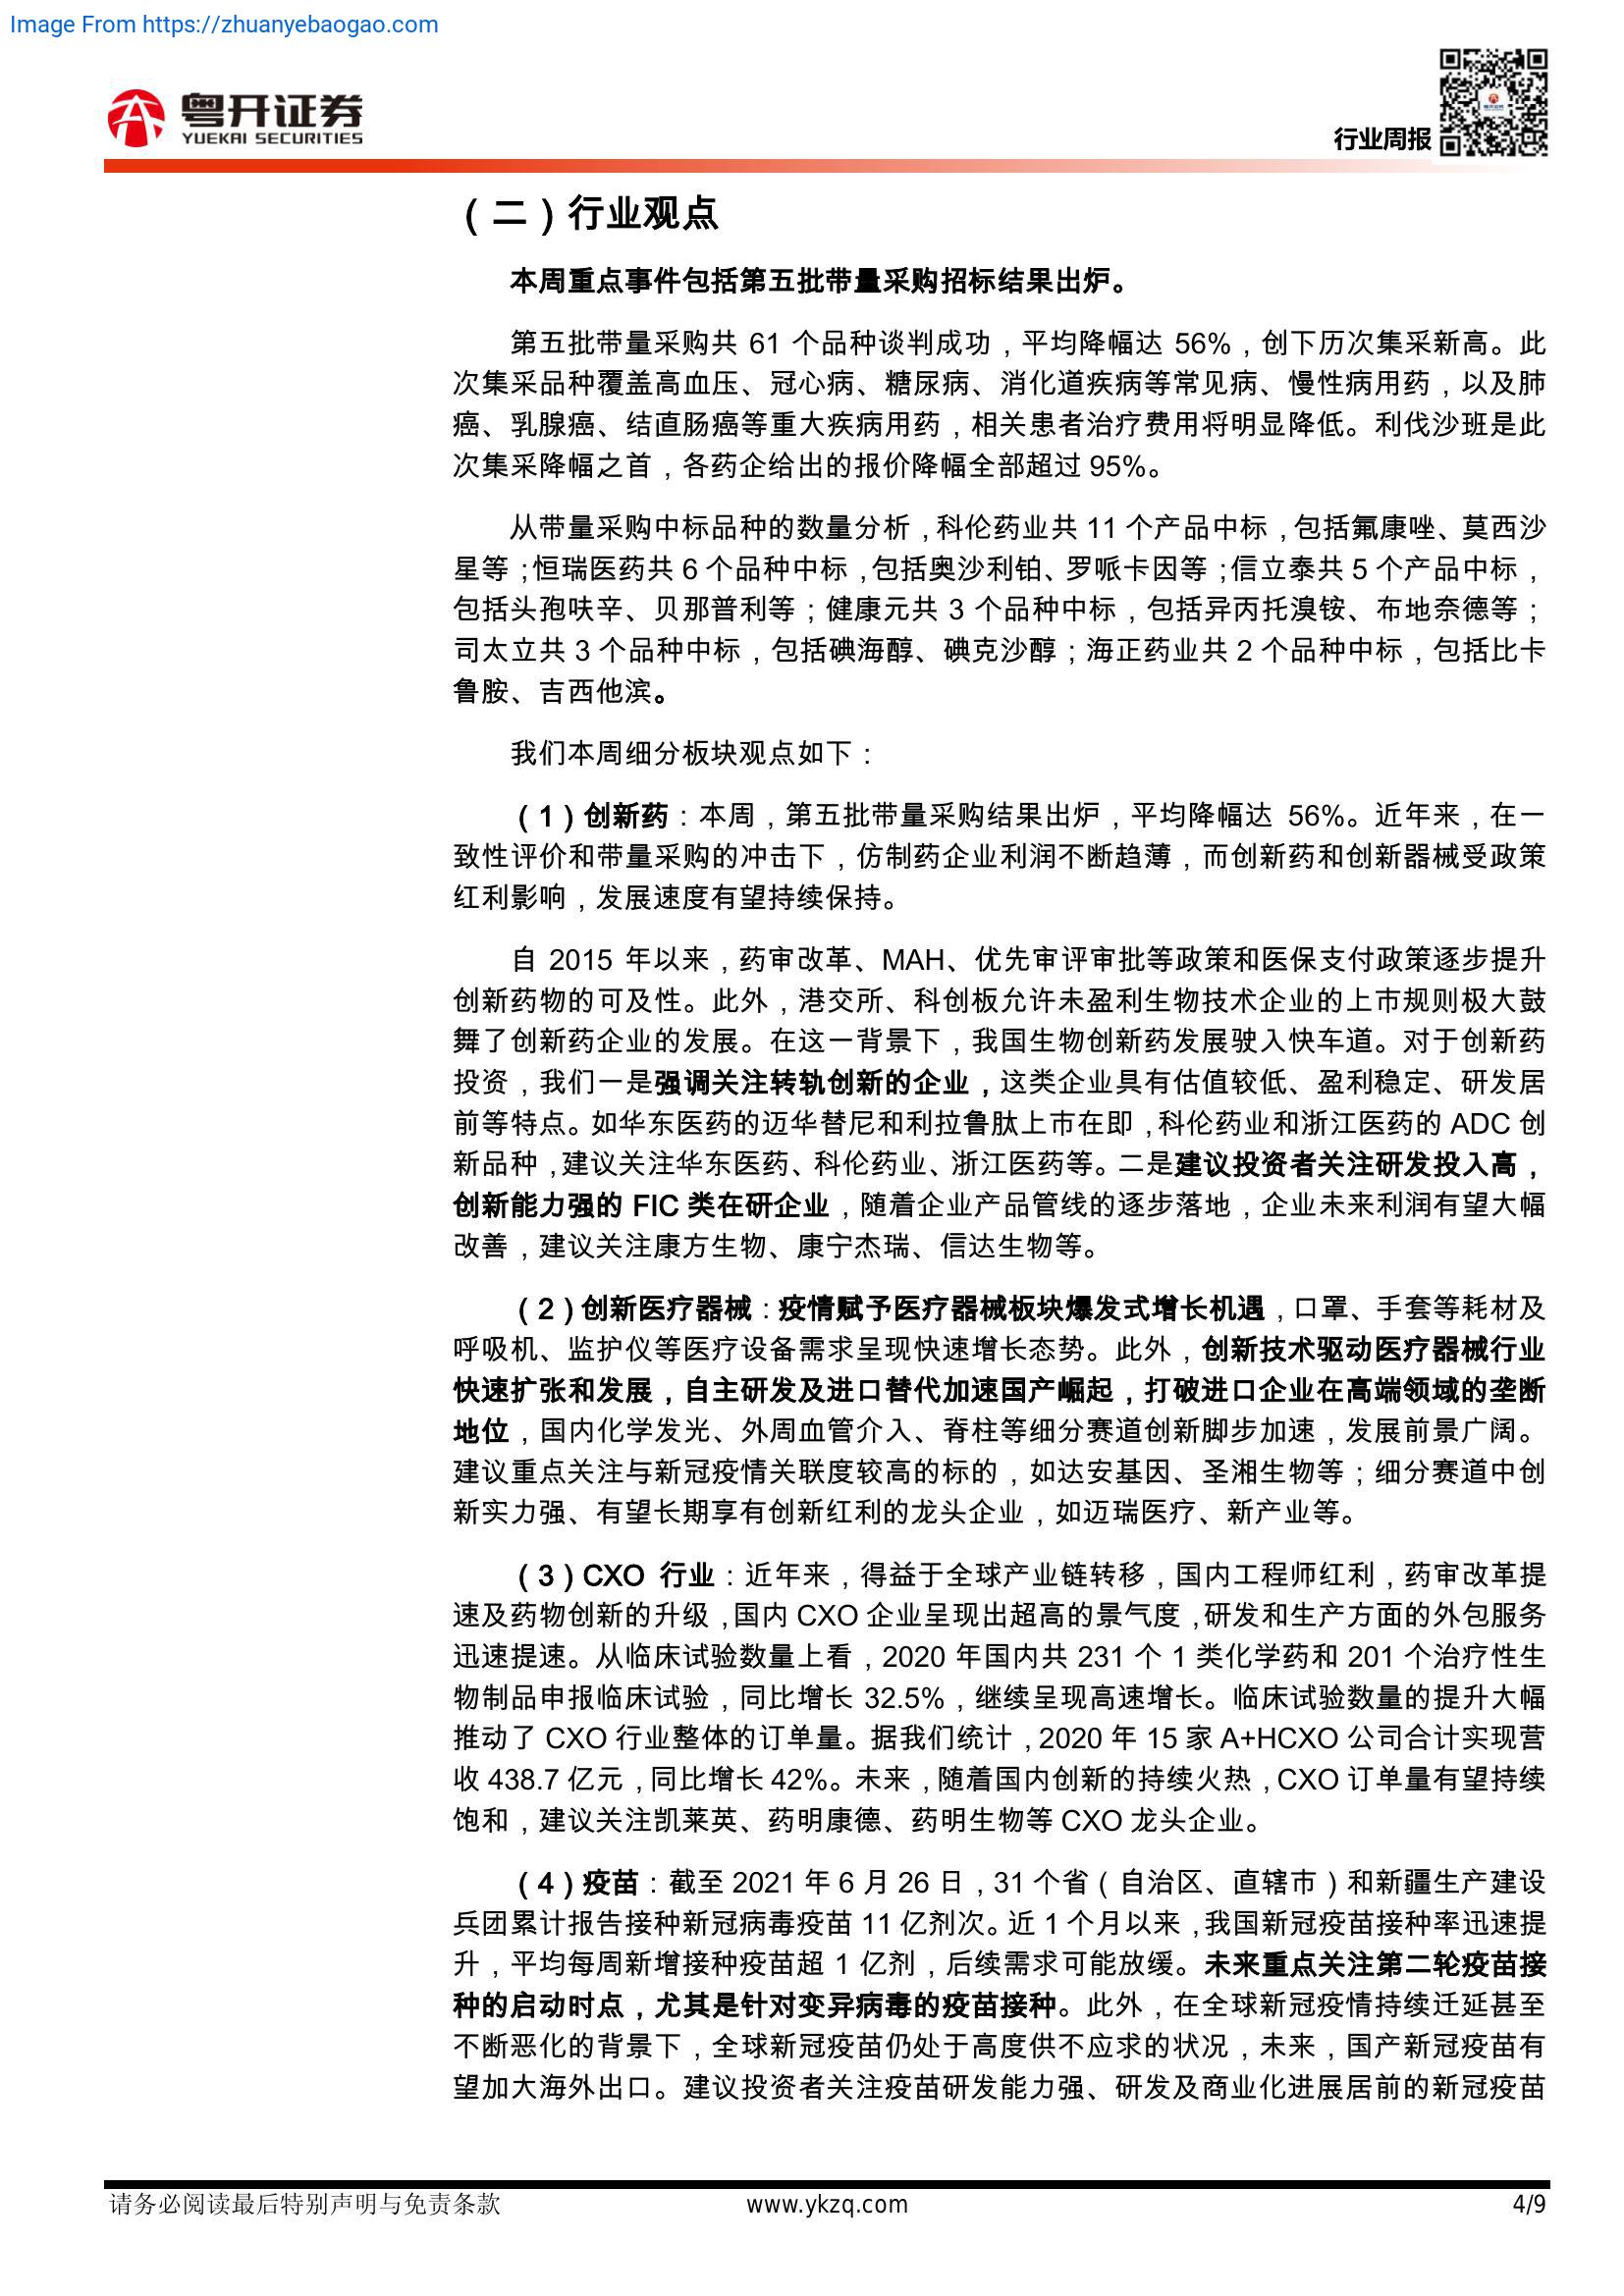 Image From https://zhuanyebaogao.com
粤开证券
YUEKAI SECURITIES
行业周报
（二）行业观点
本周重点事件包括第五批带量采购招标结果出炉。
第五批带量采购共 61 个品种谈判成功，平均降幅达 56%，创下历次集采新高。此
次集采品种覆盖高血压、冠心病、糖尿病、消化道疾病等常见病、慢性病用药，以及肺
癌、乳腺癌、结直肠癌等重大疾病用药，相关患者治疗费用将明显降低。利伐沙班是此
次集采降幅之首，各药企给出的报价降幅全部超过 95%。
从带量采购中标品种的数量分析，科伦药业共 11 个产品中标，包括氟康唑、莫西沙
星等；恒瑞医药共 6 个品种中标，包括奥沙利铂、罗哌卡因等；信立泰共 5 个产品中标，
包括头孢呋辛、贝那普利等；健康元共 3 个品种中标，包括异丙托溴铵、布地奈德等；
司太立共 3 个品种中标，包括碘海醇、碘克沙醇；海正药业共 2 个品种中标，包括比卡
鲁胺、吉西他滨。
我们本周细分板块观点如下：
（1）创新药：本周，第五批带量采购结果出炉，平均降幅达 56%。近年来，在一
致性评价和带量采购的冲击下，仿制药企业利润不断趋薄，而创新药和创新器械受政策
红利影响，发展速度有望持续保持。
自 2015 年以来，药审改革、MAH、优先审评审批等政策和医保支付政策逐步提升
创新药物的可及性。此外，港交所、科创板允许未盈利生物技术企业的上市规则极大鼓
舞了创新药企业的发展。在这一背景下，我国生物创新药发展驶入快车道。对于创新药
投资，我们一是强调关注转轨创新的企业，这类企业具有估值较低、盈利稳定、研发居
前等特点。如华东医药的迈华替尼和利拉鲁肽上市在即，科伦药业和浙江医药的 ADC 创
新品种，建议关注华东医药、科伦药业、浙江医药等。二是建议投资者关注研发投入高，
创新能力强的 FIC 类在研企业，随着企业产品管线的逐步落地，企业未来利润有望大幅
改善，建议关注康方生物、康宁杰瑞、信达生物等。
（2）创新医疗器械：疫情赋予医疗器械板块爆发式增长机遇，口罩、手套等耗材及
呼吸机、监护仪等医疗设备需求呈现快速增长态势。此外，创新技术驱动医疗器械行业
快速扩张和发展，自主研发及进口替代加速国产崛起，打破进口企业在高端领域的垄断
地位，国内化学发光、外周血管介入、脊柱等细分赛道创新脚步加速，发展前景广阔。
建议重点关注与新冠疫情关联度较高的标的，如达安基因、圣湘生物等；细分赛道中创
新实力强、有望长期享有创新红利的龙头企业，如迈瑞医疗、新产业等。
（3）CXO 行业：近年来，得益于全球产业链转移，国内工程师红利，药审改革提
速及药物创新的升级，国内 CXO 企业呈现出超高的景气度，研发和生产方面的外包服务
迅速提速。从临床试验数量上看，2020 年国内共 231 个 1 类化学药和 201 个治疗性生
物制品申报临床试验，同比增长 32.5%，继续呈现高速增长。临床试验数量的提升大幅
推动了 CXO 行业整体的订单量。据我们统计，2020 年 15 家 A+HCXO 公司合计实现营
收 438.7 亿元，同比增长 42%。未来，随着国内创新的持续火热，CXO 订单量有望持续
饱和，建议关注凯莱英、药明康德、药明生物等 CXO 龙头企业。
（4）疫苗：截至 2021 年 6 月 26 日，31 个省（自治区、直辖市）和新疆生产建设
兵团累计报告接种新冠病毒疫苗 11 亿剂次。近 1 个月以来，我国新冠疫苗接种率迅速提
升，平均每周新增接种疫苗超 1 亿剂，后续需求可能放缓。未来重点关注第二轮疫苗接
种的启动时点，尤其是针对变异病毒的疫苗接种。此外，在全球新冠疫情持续迁延甚至
不断恶化的背景下，全球新冠疫苗仍处于高度供不应求的状况，未来，国产新冠疫苗有
望加大海外出口。建议投资者关注疫苗研发能力强、研发及商业化进展居前的新冠疫苗
请务必阅读最后特别声明与免责条款
www.ykzq.com
4/9